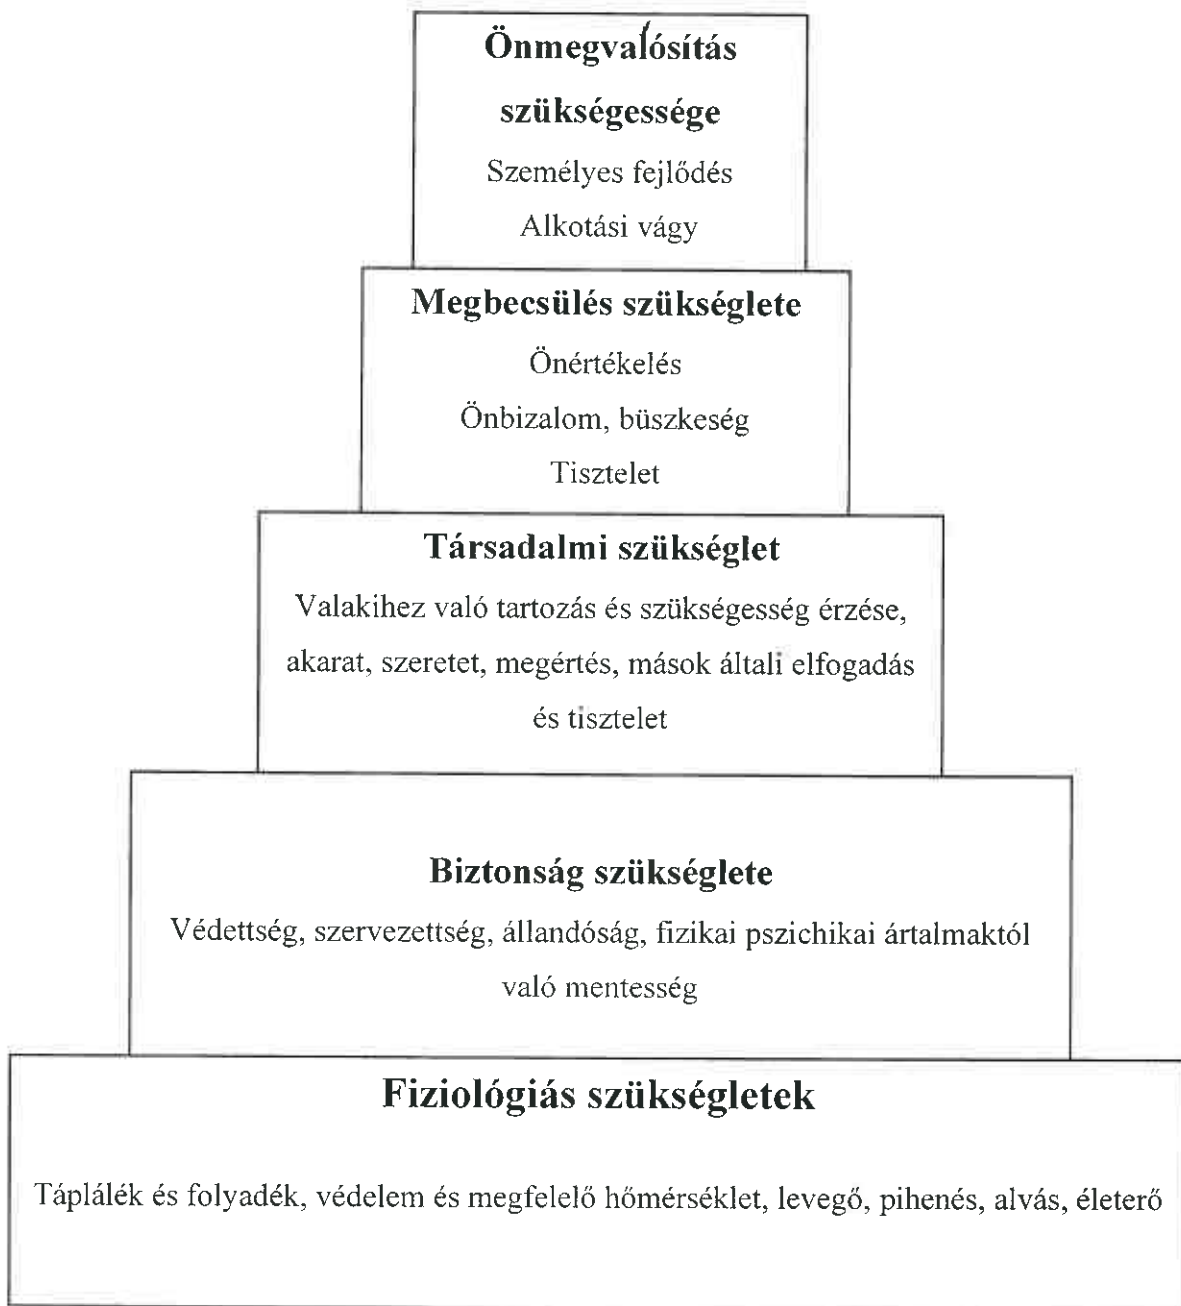 Önmegvalósítás
szükségessége
Személyes fejlődés
Alkotási vágy
Megbecsülés szükséglete
Önértékelés
Önbizalom, büszkeség
Tisztelet
Társadalmi szükséglet
Valakihez való tartozás és szükségesség érzése,
akarat, szeretet, megértés, mások általi elfogadás
és tisztelet
Biztonság szükséglete
Védettség, szervezettség, állandóság, fizikai pszichikai ártalmaktól
való mentesség
Fiziológiás szükségletek
Táplálék és folyadék, védelem és megfelelő hőmérséklet, levegő, pihenés, alvás, életerő